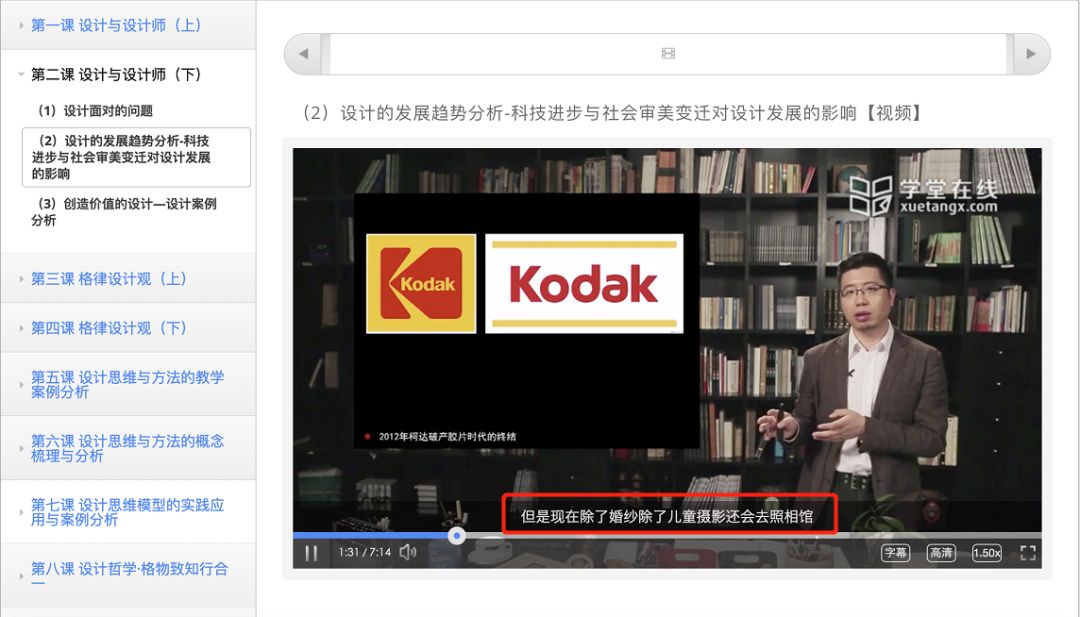 第一课 设计与设计师（上）
第二课 设计与设计师（下）
（1）设计面对的问题
（2）设计的发展趋势分析-科技
进步与社会审美变迁对设计发展
的影响
（3）创造价值的设计—设计案例
分析
第三课 格律设计观（上）
第四课 格律设计观（下）
第五课 设计思维与方法的教学
案例分析
第六课 设计思维与方法的概念
梳理与分析
第七课 设计思维模型的实践应
用与案例分析
第八课 设计哲学·格物致知行合
一
（2）设计的发展趋势分析-科技进步与社会审美变迁对设计发展的影响【视频】
学堂在线
xuetangx.com
Kodak
Kodak
2012年柯达破产胶片时代的终结
但是现在除了婚纱除了儿童摄影还会去照相馆
1:31 / 7:14
字幕
高清
1.50x